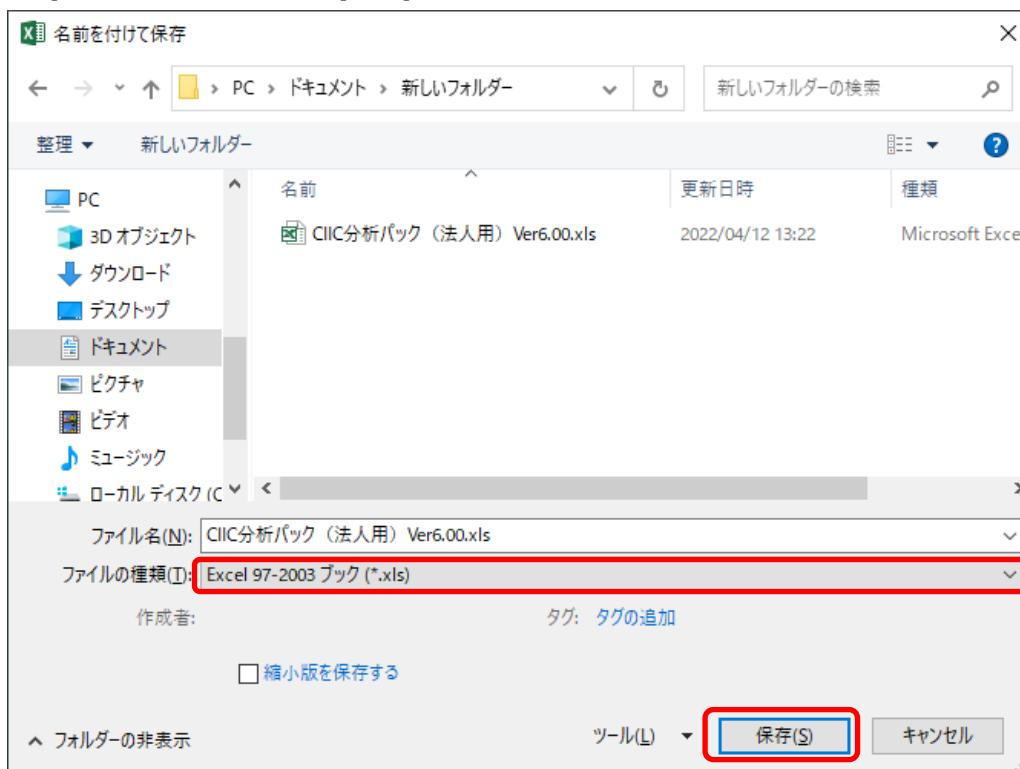 名前を付けて保存
PC › ドキュメント › 新しいフォルダー
新しいフォルダーの検索
整理 新しいフォルダー
名前 更新日時 種類
PC
3D オブジェクト
ダウンロード
デスクトップ
ドキュメント
ピクチャ
ビデオ
ミュージック
ローカル ディスク (C
CIIC分析パック（法人用）Ver6.00.xls 2022/04/12 13:22 Microsoft Exce
ファイル名(N): CIIC分析パック（法人用）Ver6.00.xls
ファイルの種類(T): Excel 97-2003 ブック (*.xls)
作成者: タグ: タグの追加
縮小版を保存する
フォルダーの非表示 ツール(L) 保存(S) キャンセル